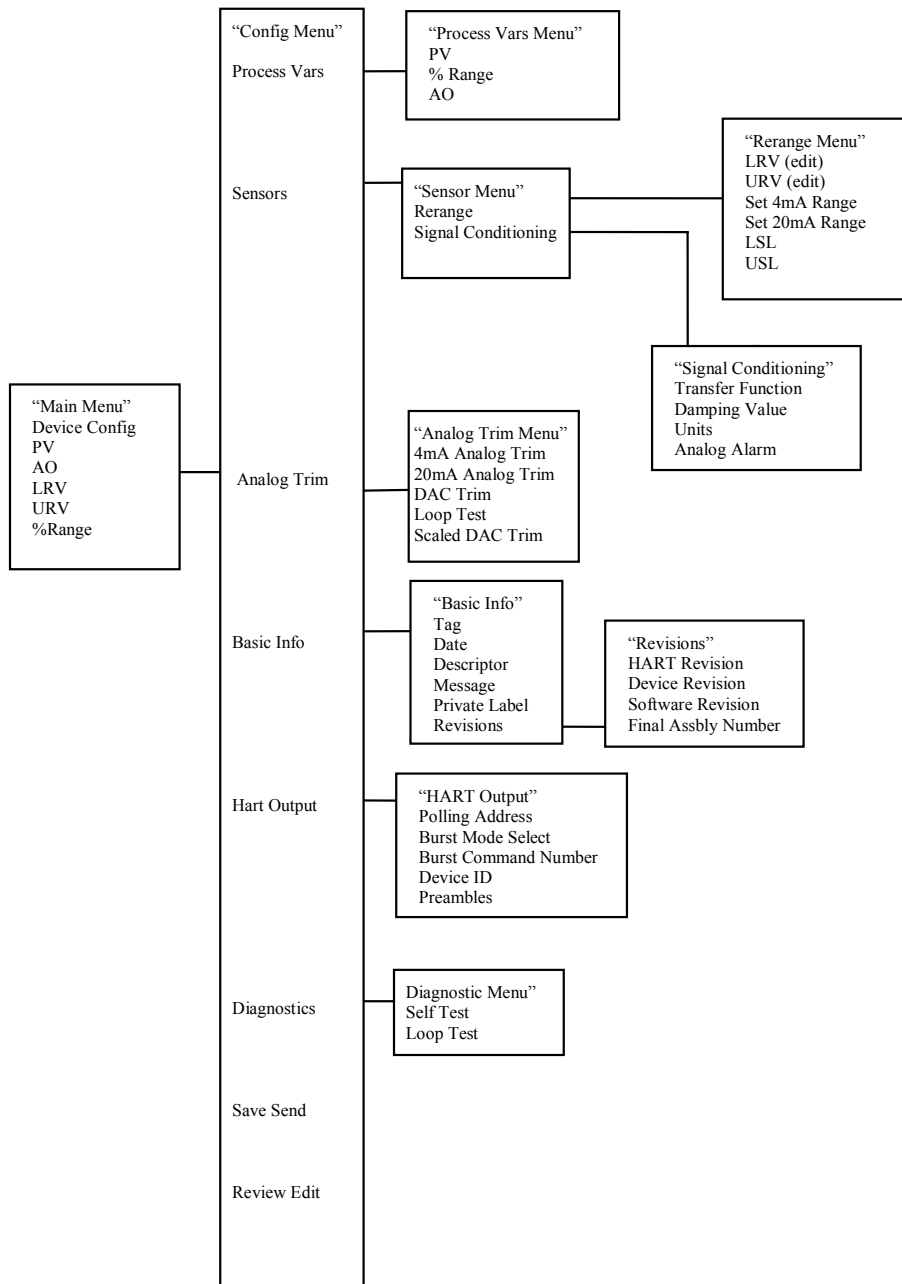 “Main Menu”
Device Config
PV
AO
LRV
URV
%Range
“Config Menu”
Process Vars
Sensors
Analog Trim
Basic Info
Hart Output
Diagnostics
Save Send
Review Edit
“Process Vars Menu”
PV
% Range
AO
“Sensor Menu”
Rerange
Signal Conditioning
“Rerange Menu”
LRV (edit)
URV (edit)
Set 4mA Range
Set 20mA Range
LSL
USL
“Signal Conditioning”
Transfer Function
Damping Value
Units
Analog Alarm
“Analog Trim Menu”
4mA Analog Trim
20mA Analog Trim
DAC Trim
Loop Test
Scaled DAC Trim
“Basic Info”
Tag
Date
Descriptor
Message
Private Label
Revisions
“Revisions”
HART Revision
Device Revision
Software Revision
Final Assbly Number
“HART Output”
Polling Address
Burst Mode Select
Burst Command Number
Device ID
Preambles
Diagnostic Menu”
Self Test
Loop Test